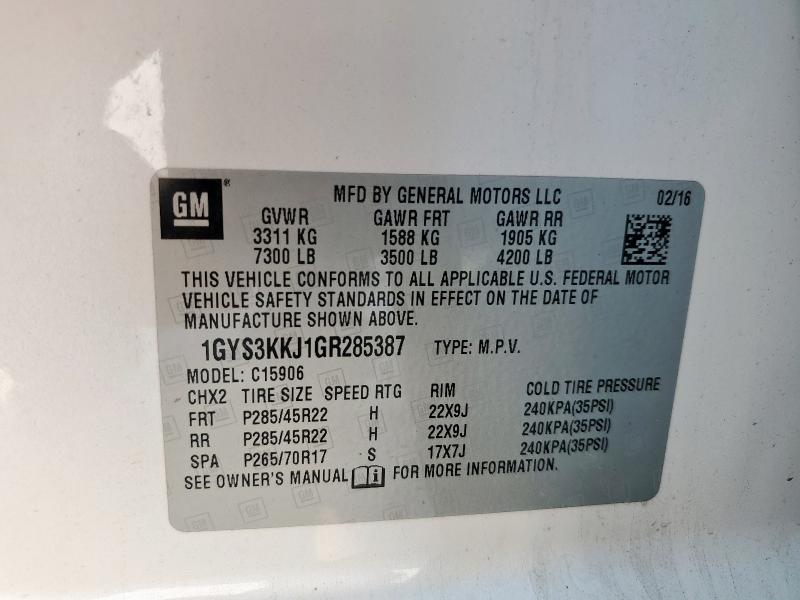 GM ®
MFD BY GENERAL MOTORS LLC 02/16
GVWR GAWR FRT GAWR RR
3311 KG 1588 KG 1905 KG
7300 LB 3500 LB 4200 LB
THIS VEHICLE CONFORMS TO ALL APPLICABLE U.S. FEDERAL MOTOR
VEHICLE SAFETY STANDARDS IN EFFECT ON THE DATE OF
MANUFACTURE SHOWN ABOVE.
1GYS3KKJ1GR285387 TYPE: M.P.V.
MODEL: C15906
CHX2 TIRE SIZE SPEED RTG RIM COLD TIRE PRESSURE
FRT P285/45R22 H 22X9J 240KPA(35PSI)
RR P285/45R22 H 22X9J 240KPA(35PSI)
SPA P265/70R17 S 17X7J 240KPA(35PSI)
SEE OWNER'S MANUAL i FOR MORE INFORMATION.